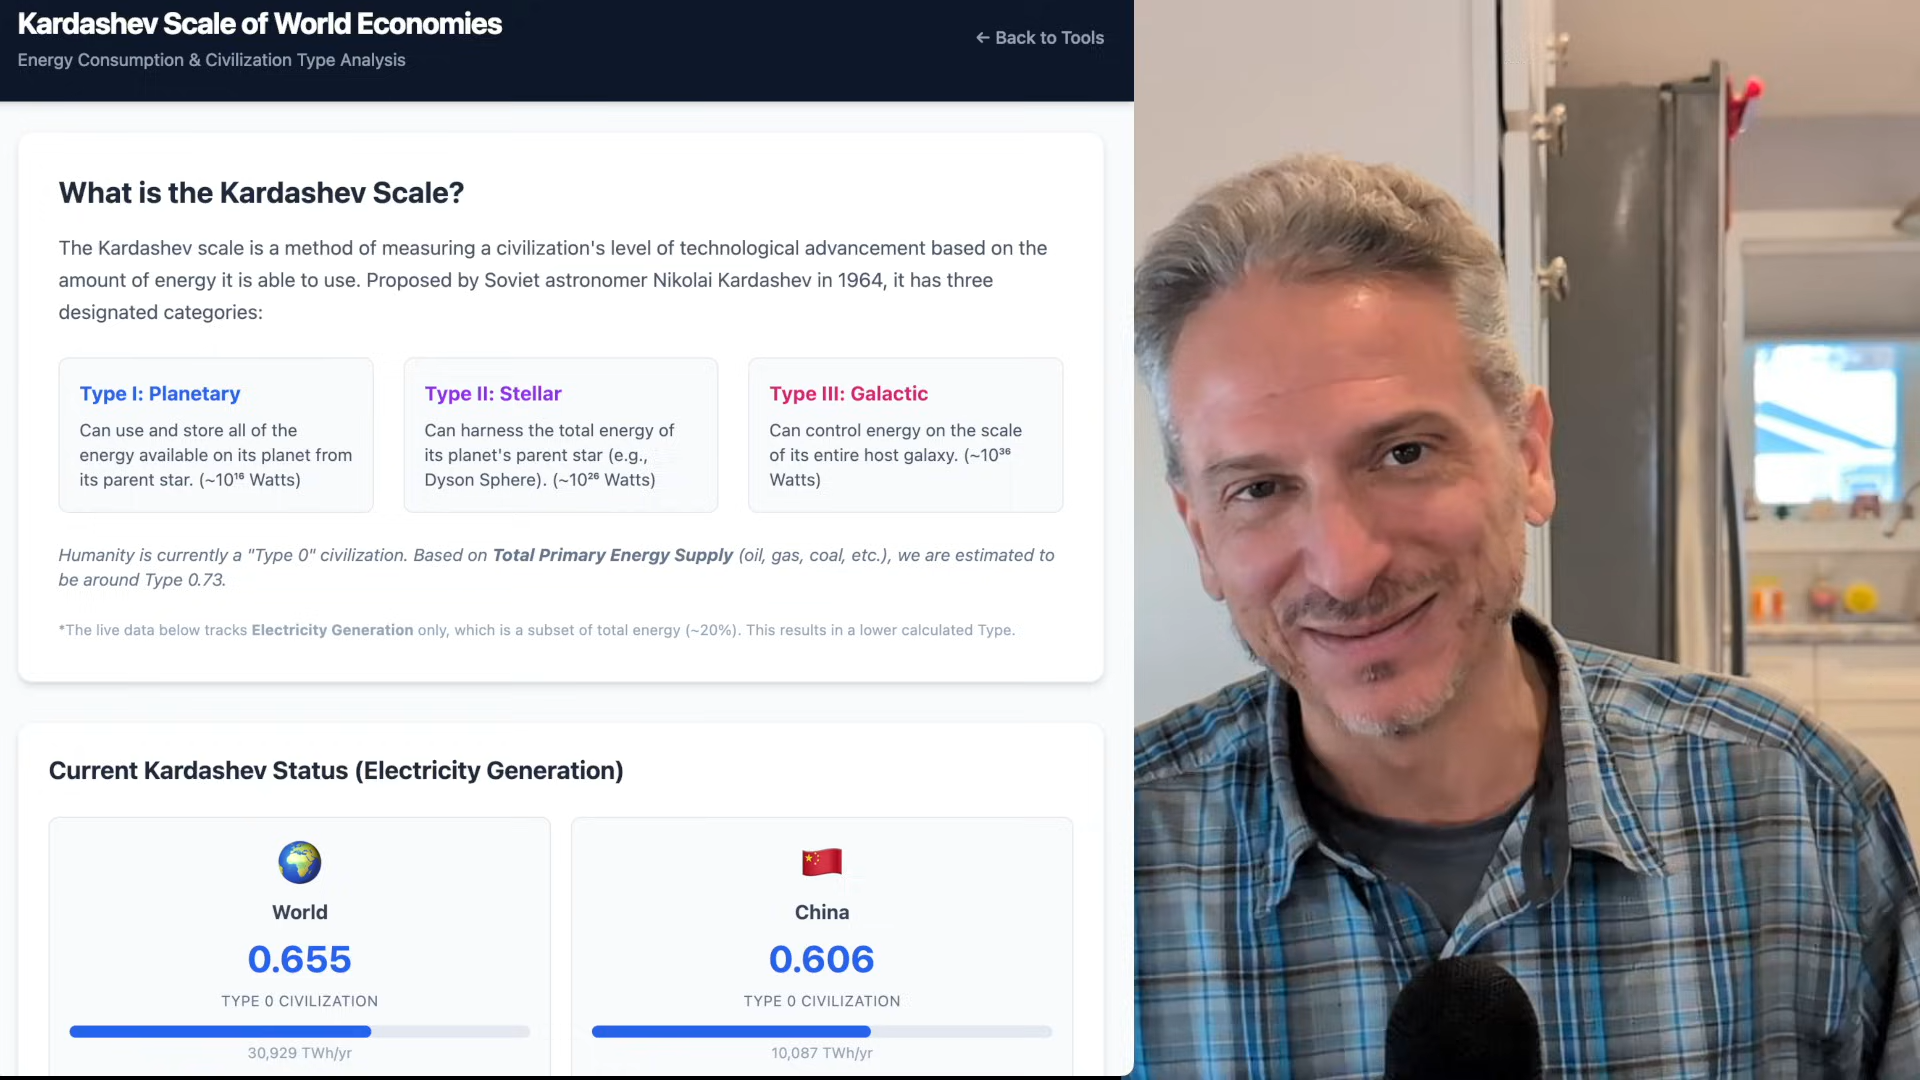 Kardashev Scale of World Economies
Energy Consumption & Civilization Type Analysis
← Back to Tools
What is the Kardashev Scale?
The Kardashev scale is a method of measuring a civilization's level of technological advancement based on the
amount of energy it is able to use. Proposed by Soviet astronomer Nikolai Kardashev in 1964, it has three
designated categories:
Type I: Planetary
Can use and store all of the
energy available on its planet from
its parent star. (~10¹⁶ Watts)
Type II: Stellar
Can harness the total energy of
its planet's parent star (e.g.,
Dyson Sphere). (~10²⁶ Watts)
Type III: Galactic
Can control energy on the scale
of its entire host galaxy. (~10³⁶
Watts)
Humanity is currently a "Type 0" civilization. Based on Total Primary Energy Supply (oil, gas, coal, etc.), we are estimated to
be around Type 0.73.
*The live data below tracks Electricity Generation only, which is a subset of total energy (~20%). This results in a lower calculated Type.
Current Kardashev Status (Electricity Generation)
World
0.655
TYPE 0 CIVILIZATION
30,929 TWh/yr
China
0.606
TYPE 0 CIVILIZATION
10,087 TWh/yr